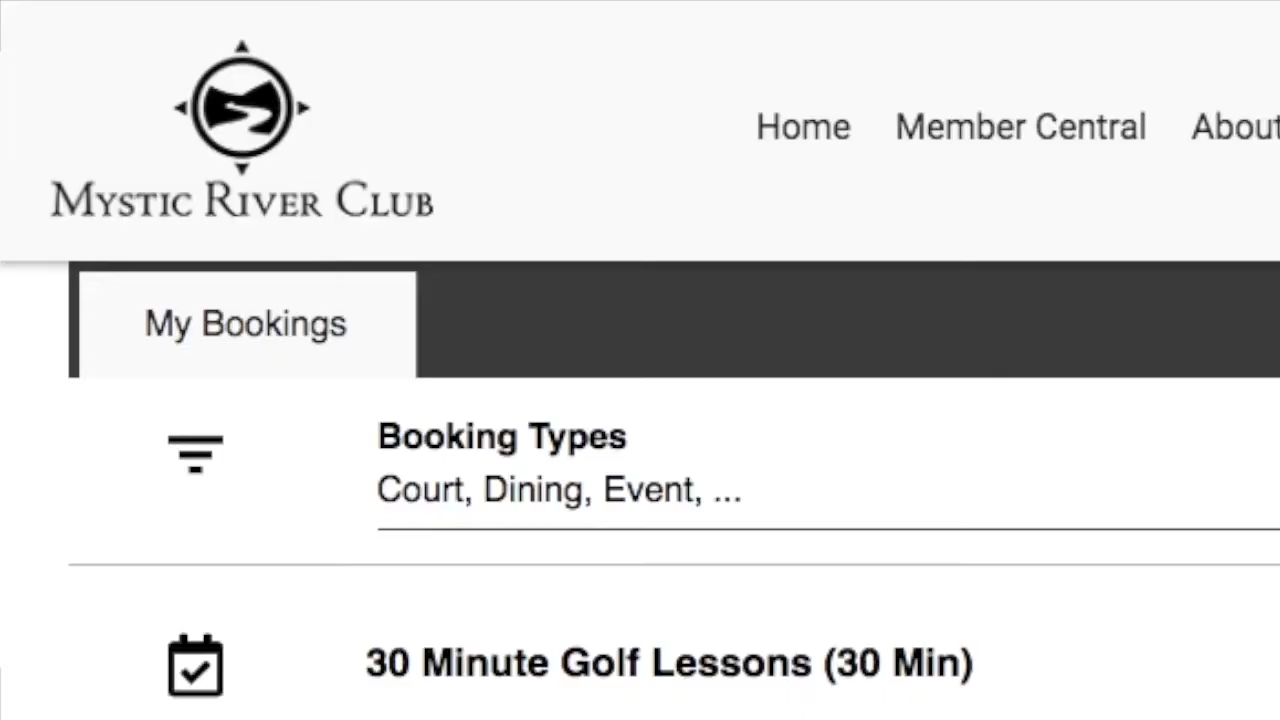 Home Member Central About
MYSTIC RIVER CLUB
My Bookings
Booking Types
Court, Dining, Event, ...
30 Minute Golf Lessons (30 Min)